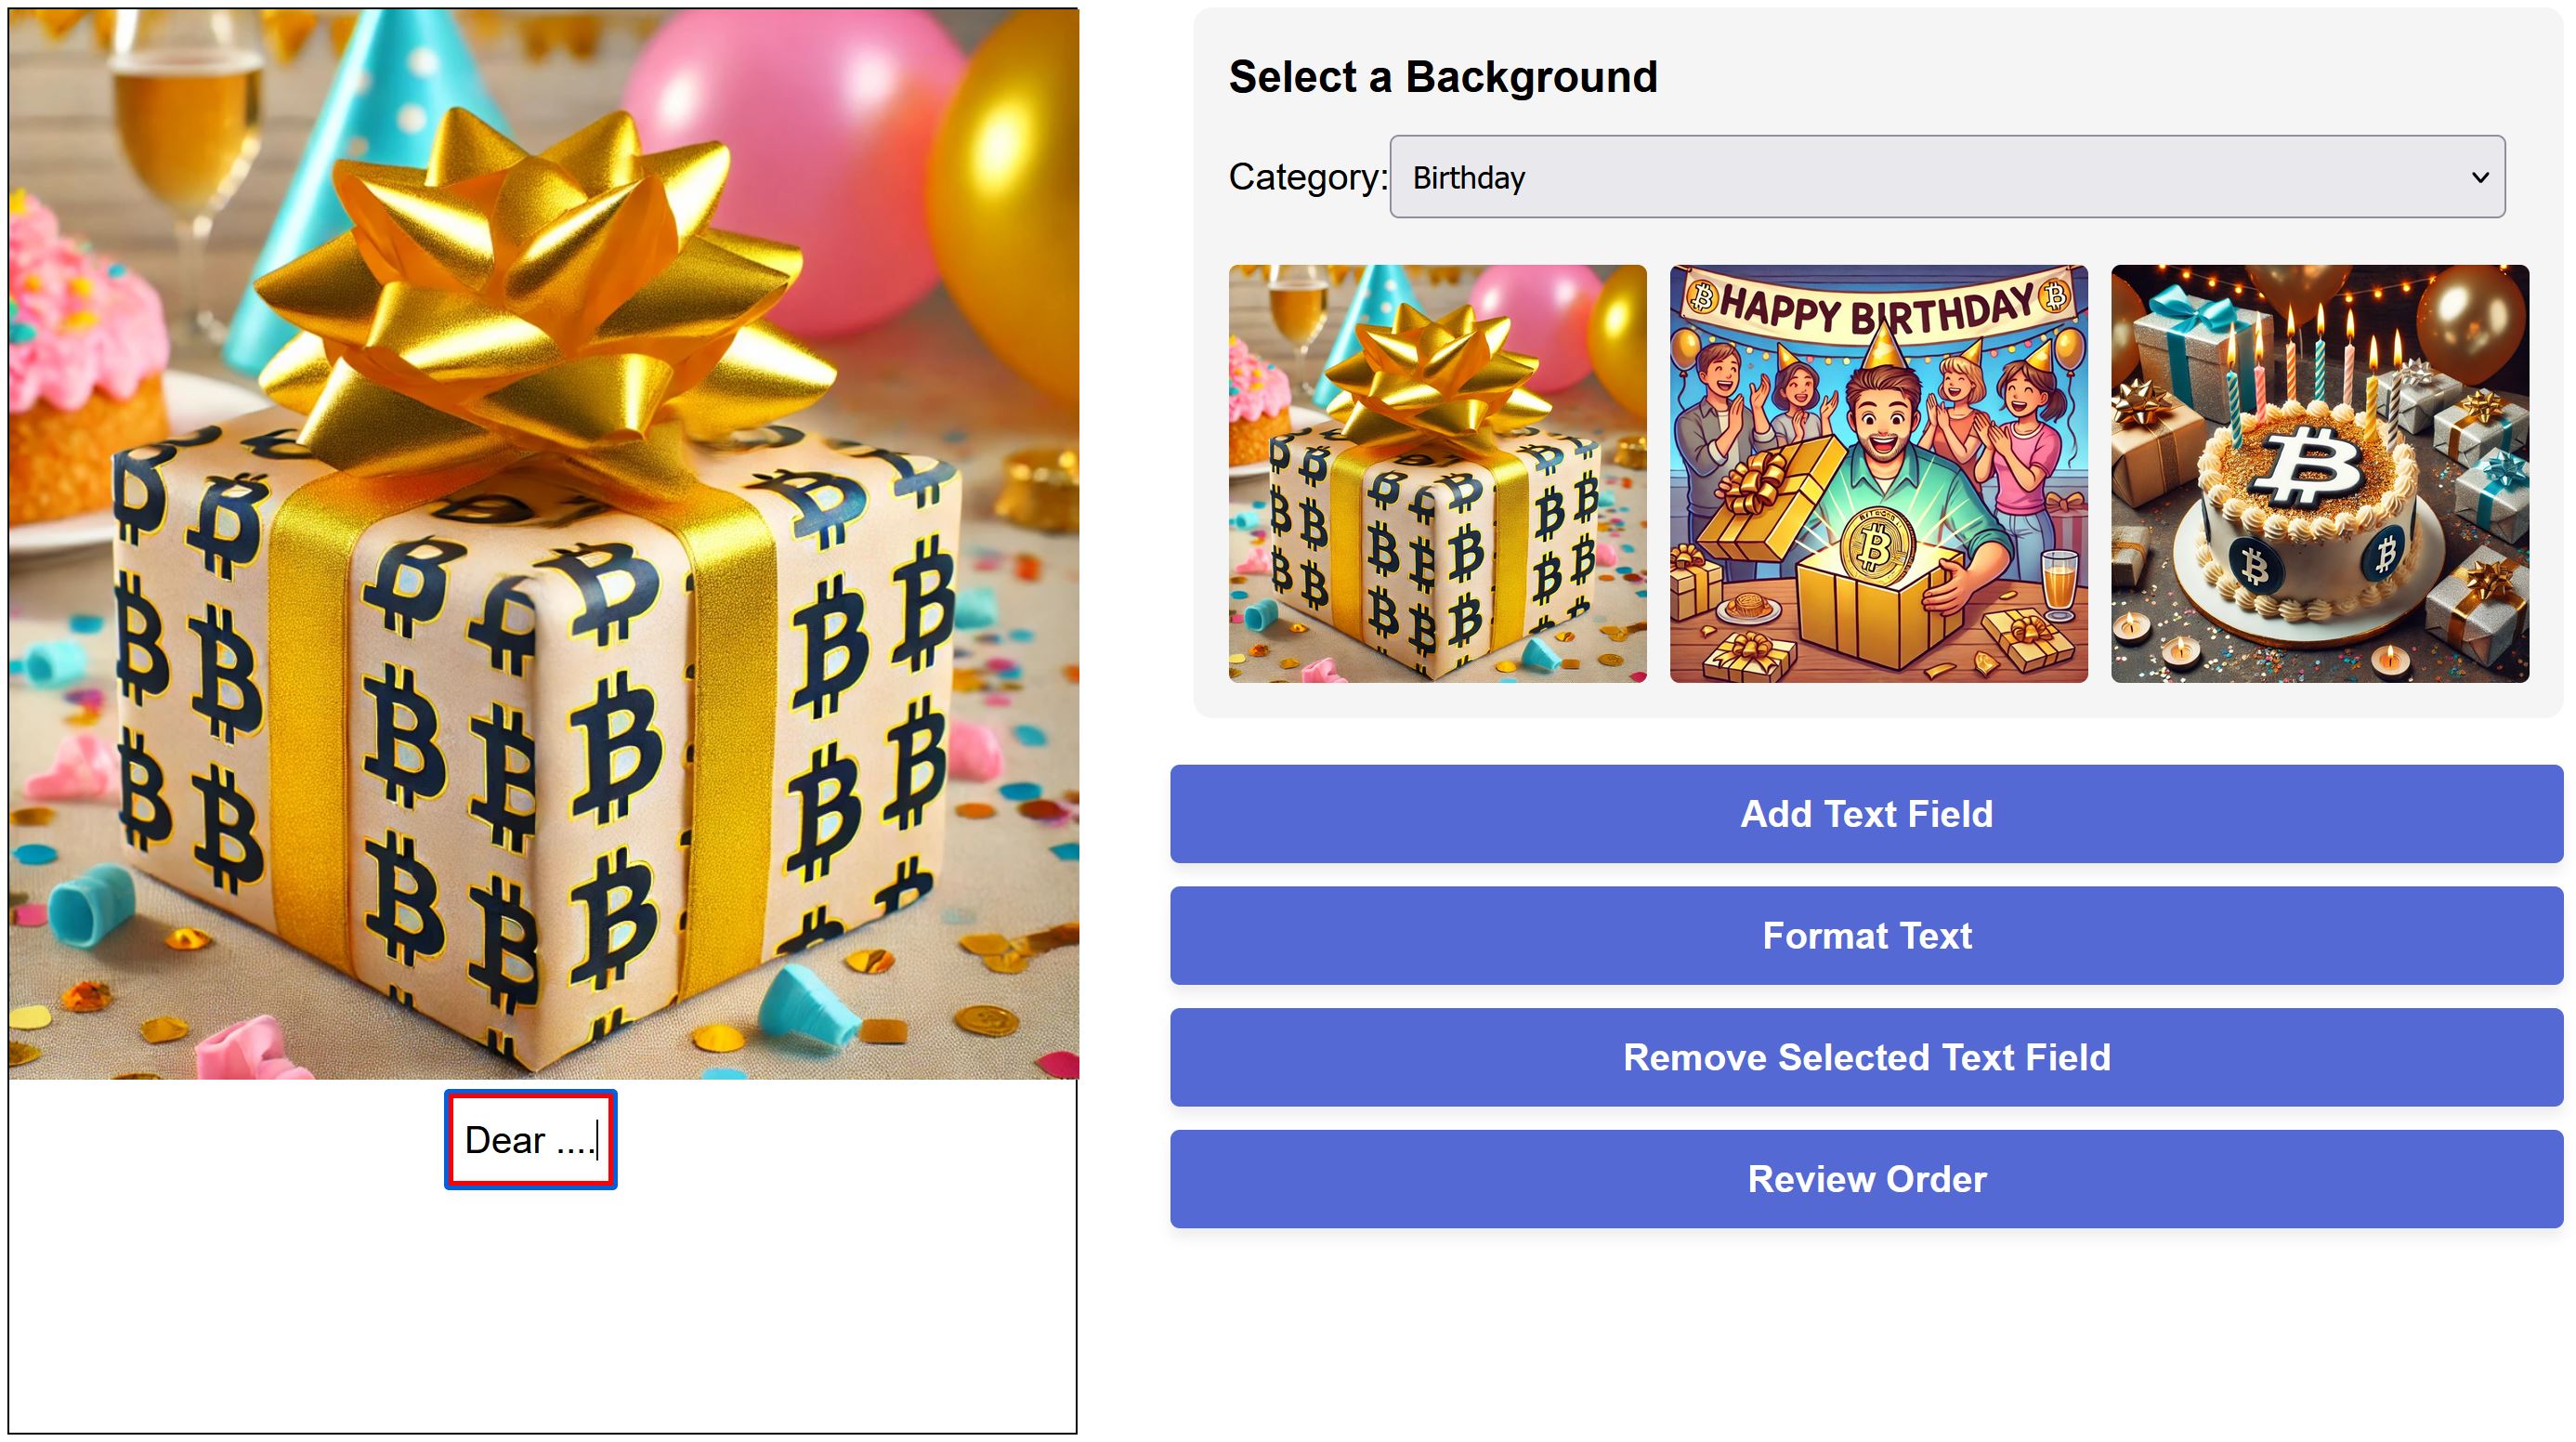 Select a Background
Category: Birthday
HAPPY BIRTHDAY
Add Text Field
Format Text
Remove Selected Text Field
Review Order
Dear ....